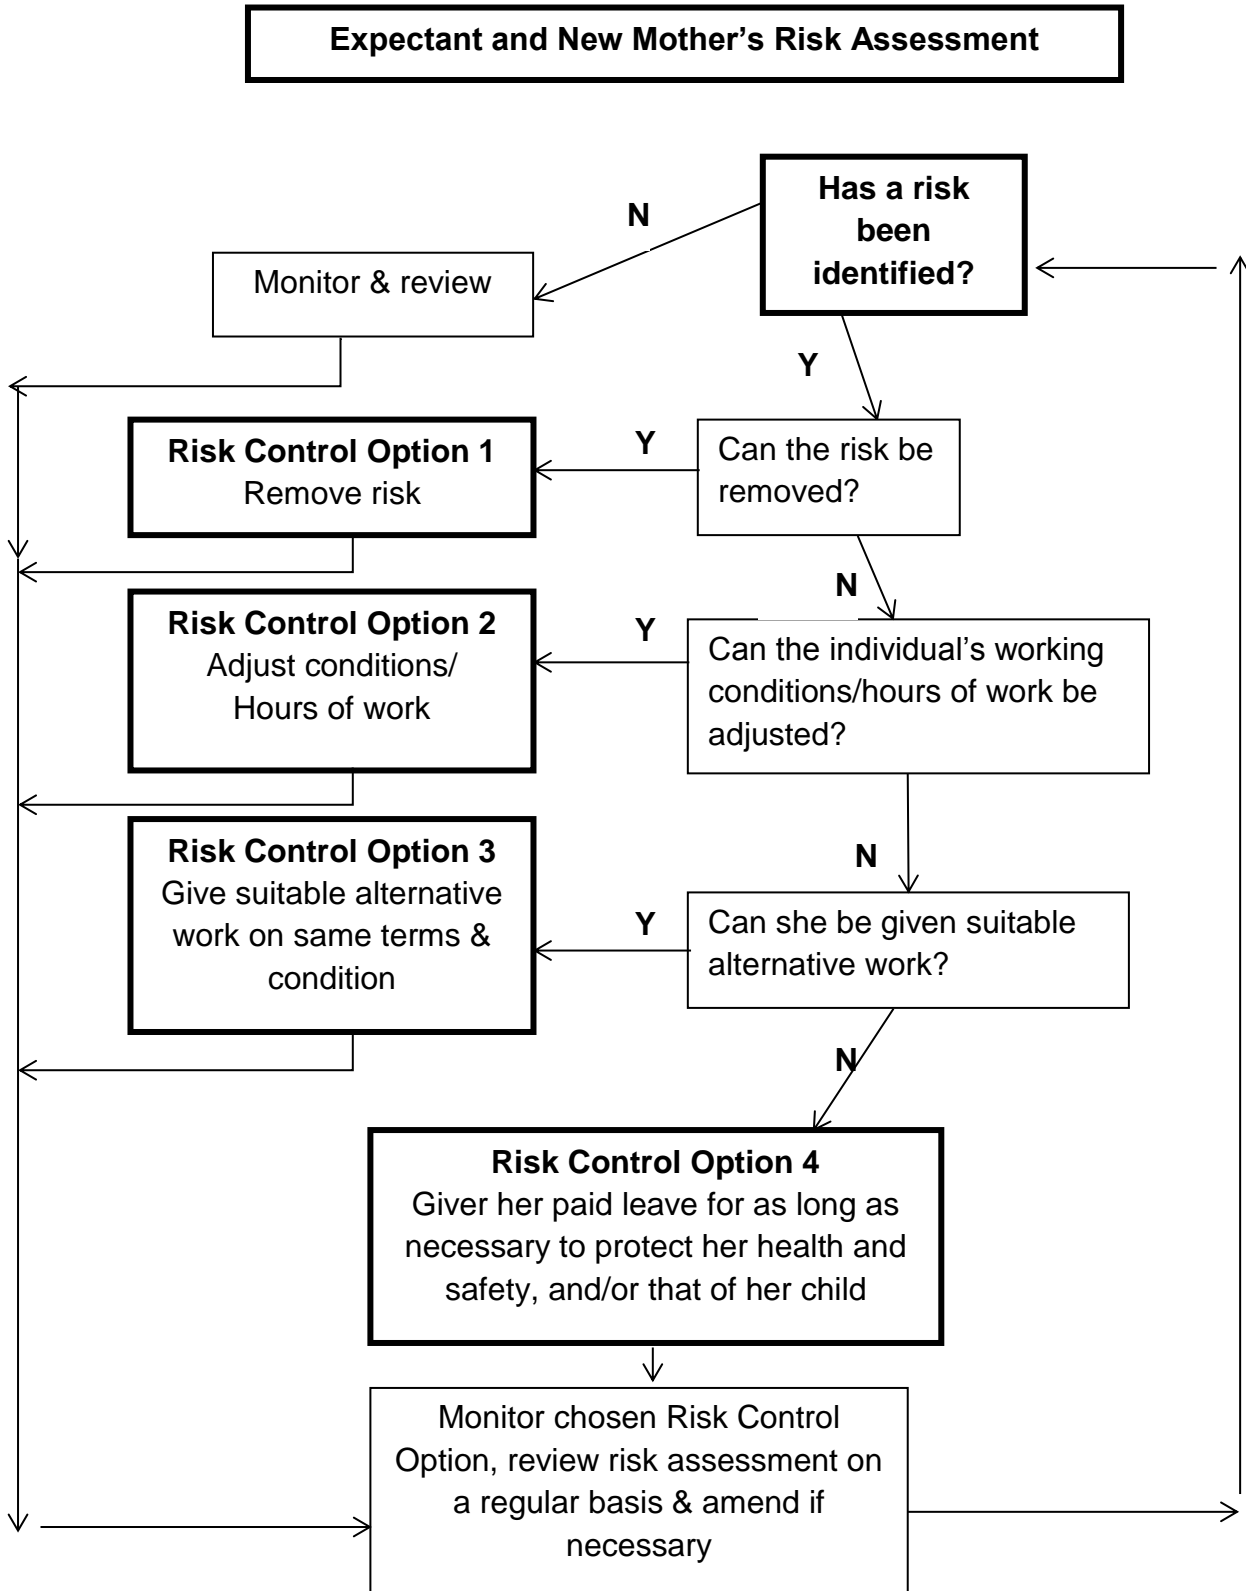 Expectant and New Mother’s Risk Assessment
Has a risk
been
identified?
N
Monitor & review
Y
Risk Control Option 1
Remove risk
Y
Can the risk be
removed?
N
Risk Control Option 2
Adjust conditions/
Hours of work
Y
Can the individual’s working
conditions/hours of work be
adjusted?
N
Risk Control Option 3
Give suitable alternative
work on same terms &
condition
Y
Can she be given suitable
alternative work?
N
Risk Control Option 4
Giver her paid leave for as long as
necessary to protect her health and
safety, and/or that of her child
Monitor chosen Risk Control
Option, review risk assessment on
a regular basis & amend if
necessary